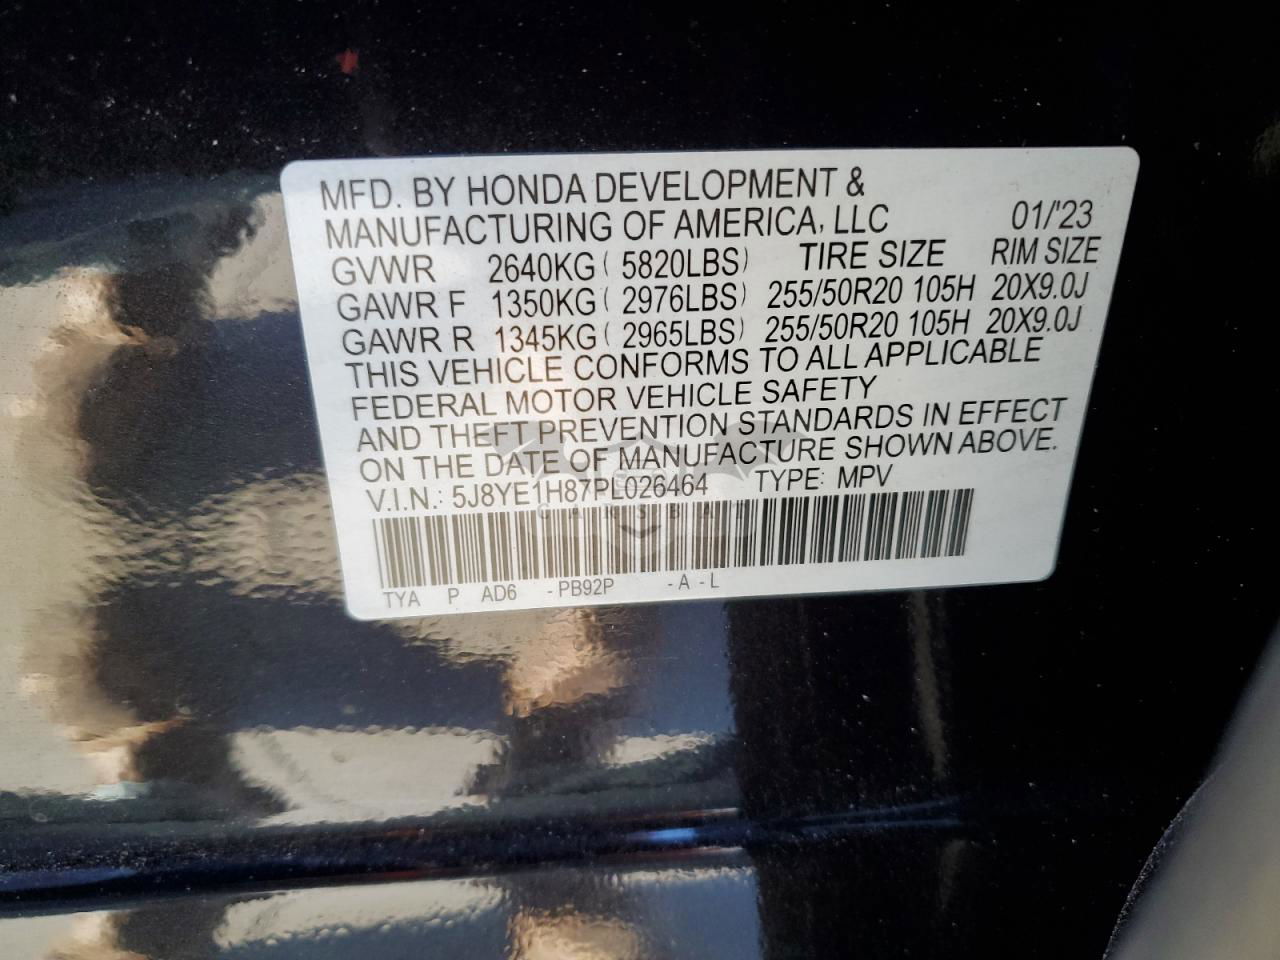 MFD. BY HONDA DEVELOPMENT &
MANUFACTURING OF AMERICA, LLC 01/'23
GVWR 2640KG ( 5820LBS) TIRE SIZE RIM SIZE
GAWR F 1350KG ( 2976LBS) 255/50R20 105H 20X9.0J
GAWR R 1345KG ( 2965LBS) 255/50R20 105H 20X9.0J
THIS VEHICLE CONFORMS TO ALL APPLICABLE
FEDERAL MOTOR VEHICLE SAFETY
AND THEFT PREVENTION STANDARDS IN EFFECT
ON THE DATE OF MANUFACTURE SHOWN ABOVE.
V.I.N.: 5J8YE1H87PL026464 TYPE: MPV
CARSBAT
TYA P AD6 -PB92P -A -L